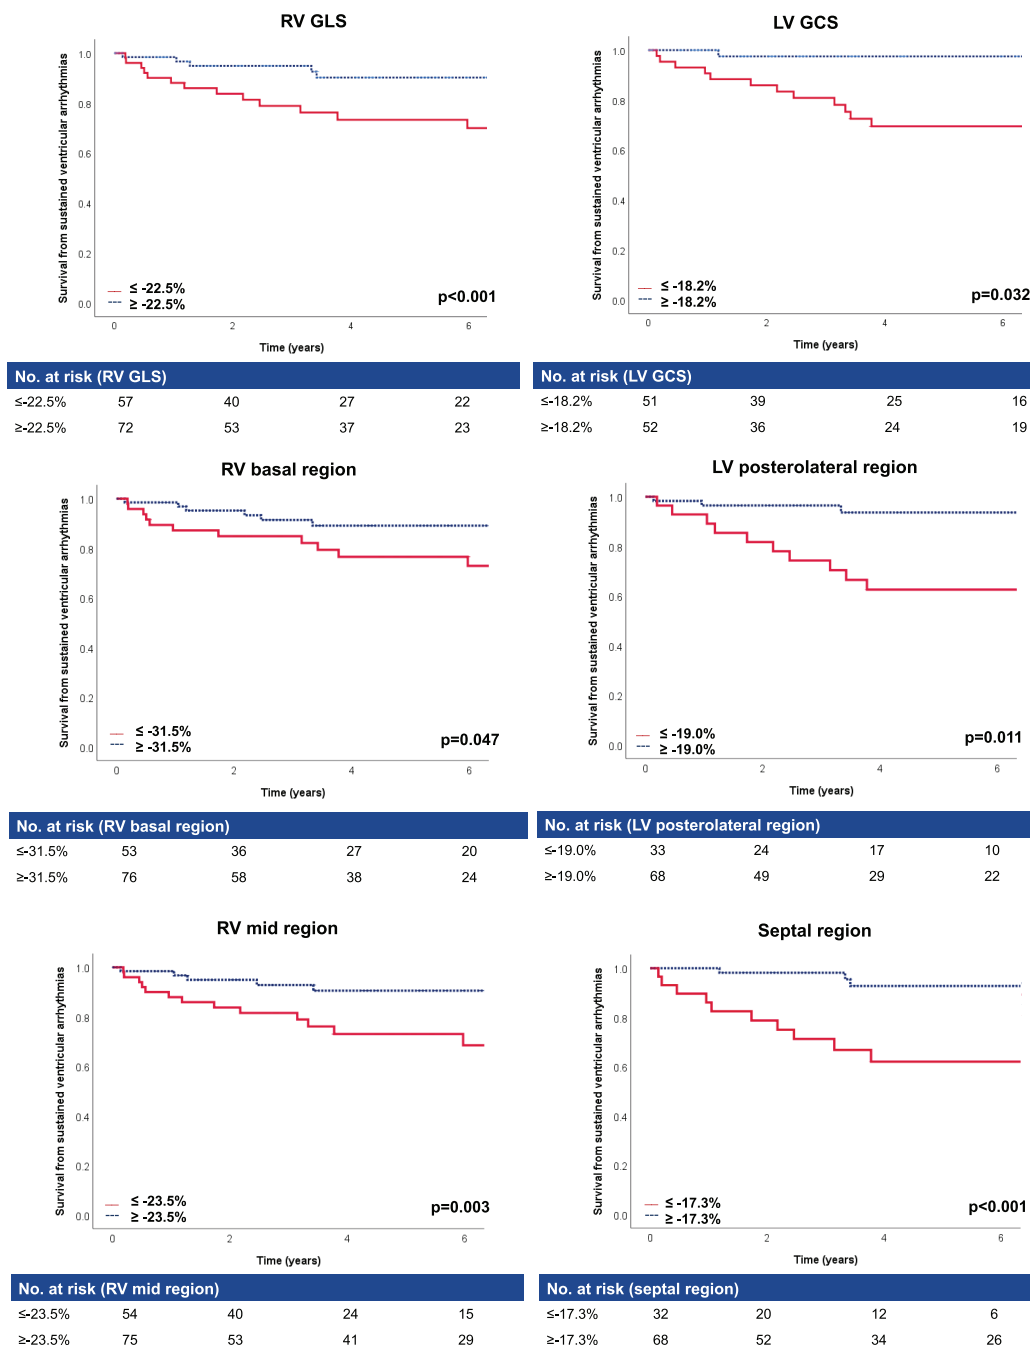 RV GLS
Survival from sustained ventricular arrhythmias
1.0
0.8
0.6
0.4
0.2
0.0
≤ -22.5%
≥ -22.5%
p<0.001
0 2 4 6
Time (years)
No. at risk (RV GLS)
≤-22.5% 57 40 27 22
≥-22.5% 72 53 37 23
LV GCS
Survival from sustained ventricular arrhythmias
1.0
0.8
0.6
0.4
0.2
0.0
≤ -18.2%
≥ -18.2%
p=0.032
0 2 4 6
Time (years)
No. at risk (LV GCS)
≤-18.2% 51 39 25 16
≥-18.2% 52 36 24 19
RV basal region
Survival from sustained ventricular arrhythmias
1.0
0.8
0.6
0.4
0.2
0.0
≤ -31.5%
≥ -31.5%
p=0.047
0 2 4 6
Time (years)
No. at risk (RV basal region)
≤-31.5% 53 36 27 20
≥-31.5% 76 58 38 24
LV posterolateral region
Survival from sustained ventricular arrhythmias
1.0
0.8
0.6
0.4
0.2
0.0
≤ -19.0%
≥ -19.0%
p=0.011
0 2 4 6
Time (years)
No. at risk (LV posterolateral region)
≤-19.0% 33 24 17 10
≥-19.0% 68 49 29 22
RV mid region
Survival from sustained ventricular arrhythmias
1.0
0.8
0.6
0.4
0.2
0.0
≤ -23.5%
≥ -23.5%
p=0.003
0 2 4 6
Time (years)
No. at risk (RV mid region)
≤-23.5% 54 40 24 15
≥-23.5% 75 53 41 29
Septal region
Survival from sustained ventricular arrhythmias
1.0
0.8
0.6
0.4
0.2
0.0
≤ -17.3%
≥ -17.3%
p<0.001
0 2 4 6
Time (years)
No. at risk (septal region)
≤-17.3% 32 20 12 6
≥-17.3% 68 52 34 26